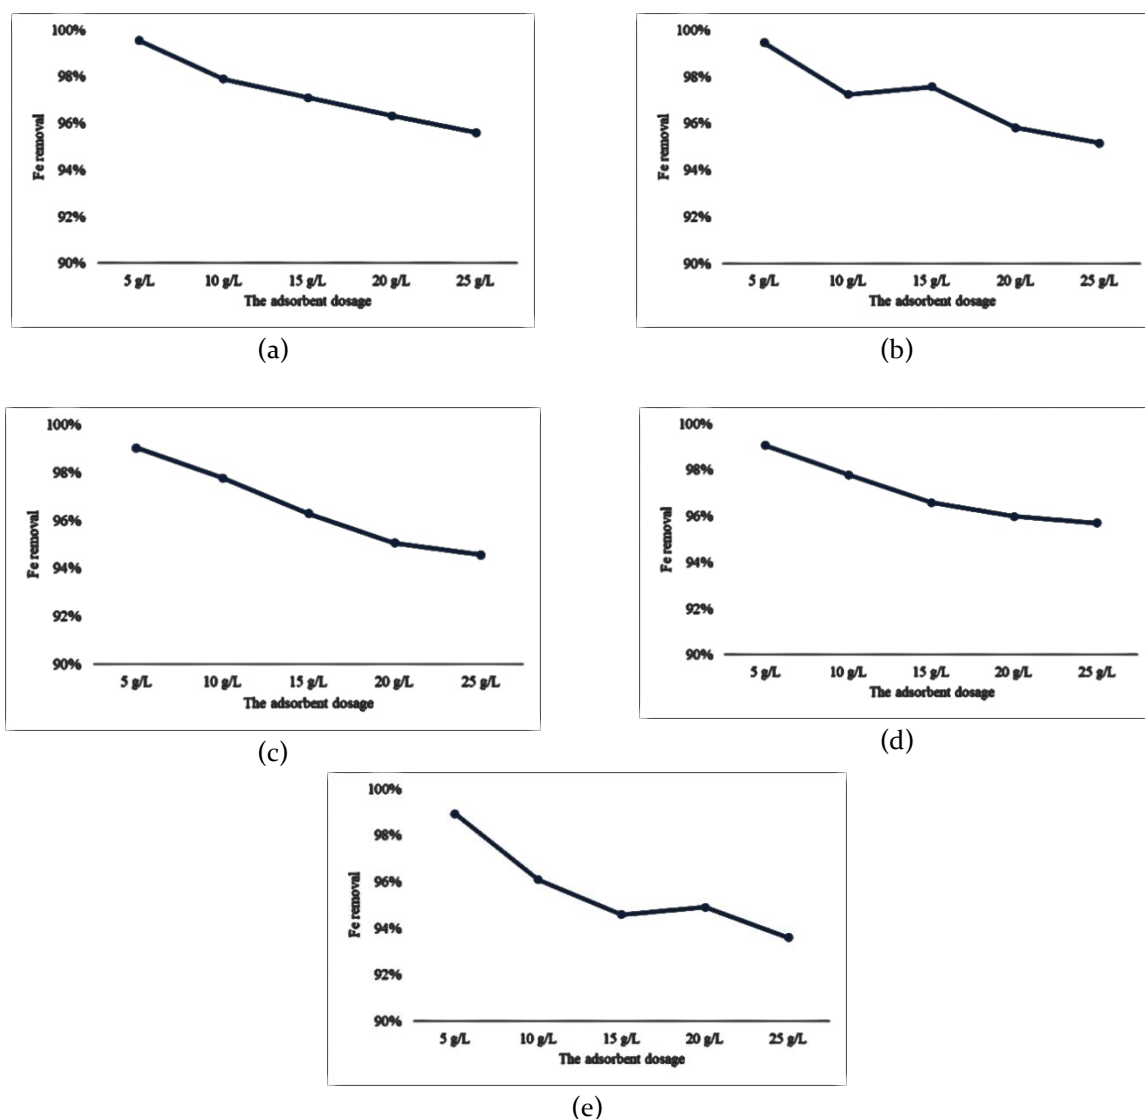 100%
98%
96%
94%
92%
90%
Fe removal
5 g/L 10 g/L 15 g/L 20 g/L 25 g/L
The adsorbent dosage
(a)
100%
98%
96%
94%
92%
90%
Fe removal
5 g/L 10 g/L 15 g/L 20 g/L 25 g/L
The adsorbent dosage
(b)
100%
98%
96%
94%
92%
90%
Fe removal
5 g/L 10 g/L 15 g/L 20 g/L 25 g/L
The adsorbent dosage
(c)
100%
98%
96%
94%
92%
90%
Fe removal
5 g/L 10 g/L 15 g/L 20 g/L 25 g/L
The adsorbent dosage
(d)
100%
98%
96%
94%
92%
90%
Fe removal
5 g/L 10 g/L 15 g/L 20 g/L 25 g/L
The adsorbent dosage
(e)